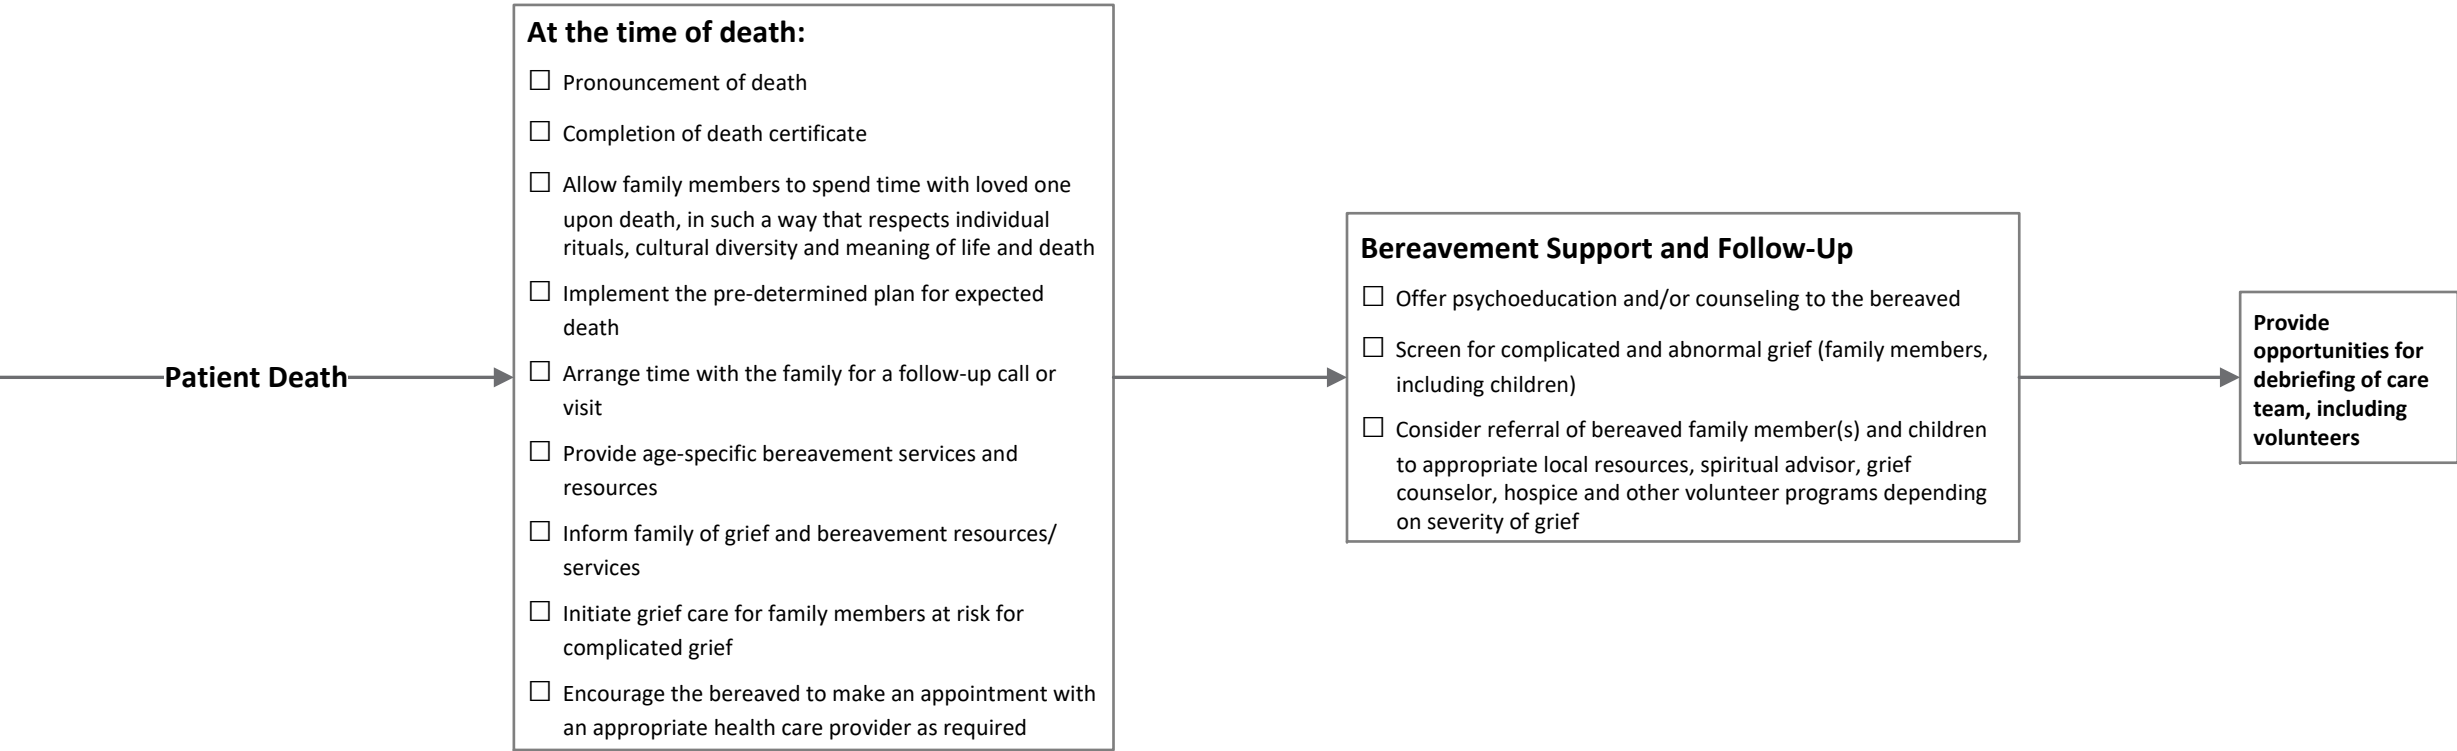 Patient Death
At the time of death:
☐ Pronouncement of death
☐ Completion of death certificate
☐ Allow family members to spend time with loved one
upon death, in such a way that respects individual
rituals, cultural diversity and meaning of life and death
☐ Implement the pre-determined plan for expected
death
☐ Arrange time with the family for a follow-up call or
visit
☐ Provide age-specific bereavement services and
resources
☐ Inform family of grief and bereavement resources/
services
☐ Initiate grief care for family members at risk for
complicated grief
☐ Encourage the bereaved to make an appointment with
an appropriate health care provider as required
Bereavement Support and Follow-Up
☐ Offer psychoeducation and/or counseling to the bereaved
☐ Screen for complicated and abnormal grief (family members,
including children)
☐ Consider referral of bereaved family member(s) and children
to appropriate local resources, spiritual advisor, grief
counselor, hospice and other volunteer programs depending
on severity of grief
Provide
opportunities for
debriefing of care
team, including
volunteers